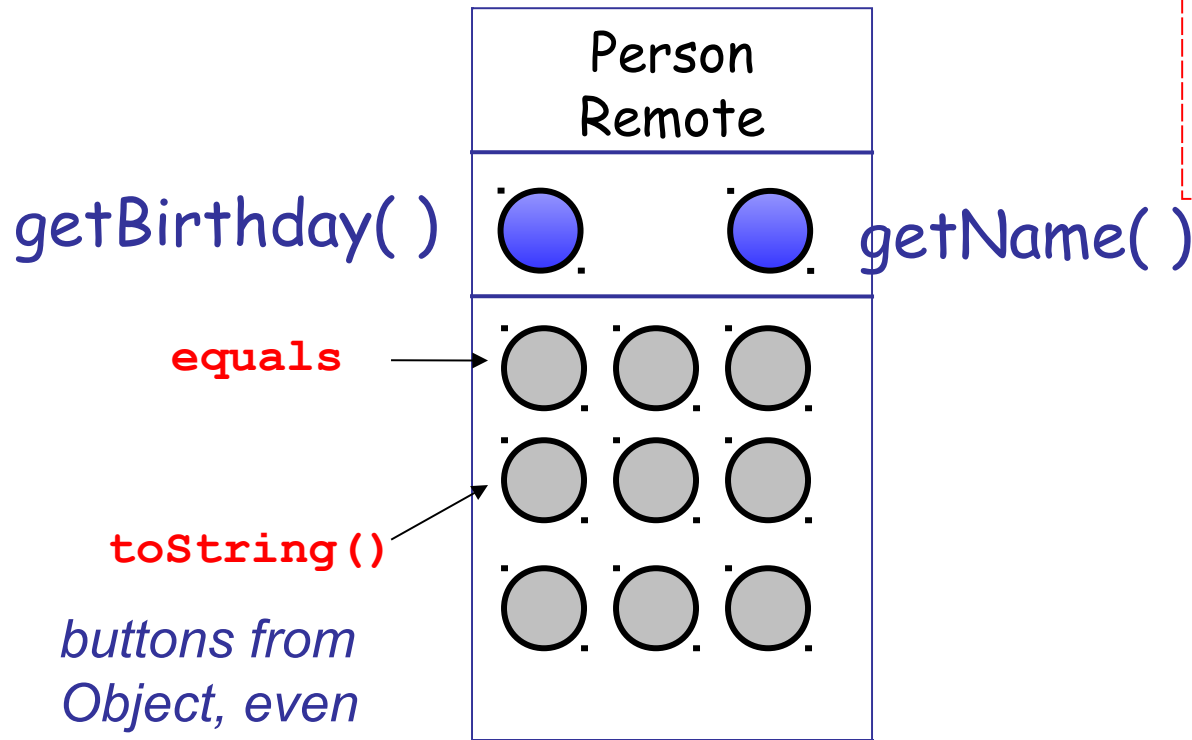 Person
Remote
getBirthday( )
getName( )
equals
toString()
buttons from
Object, even